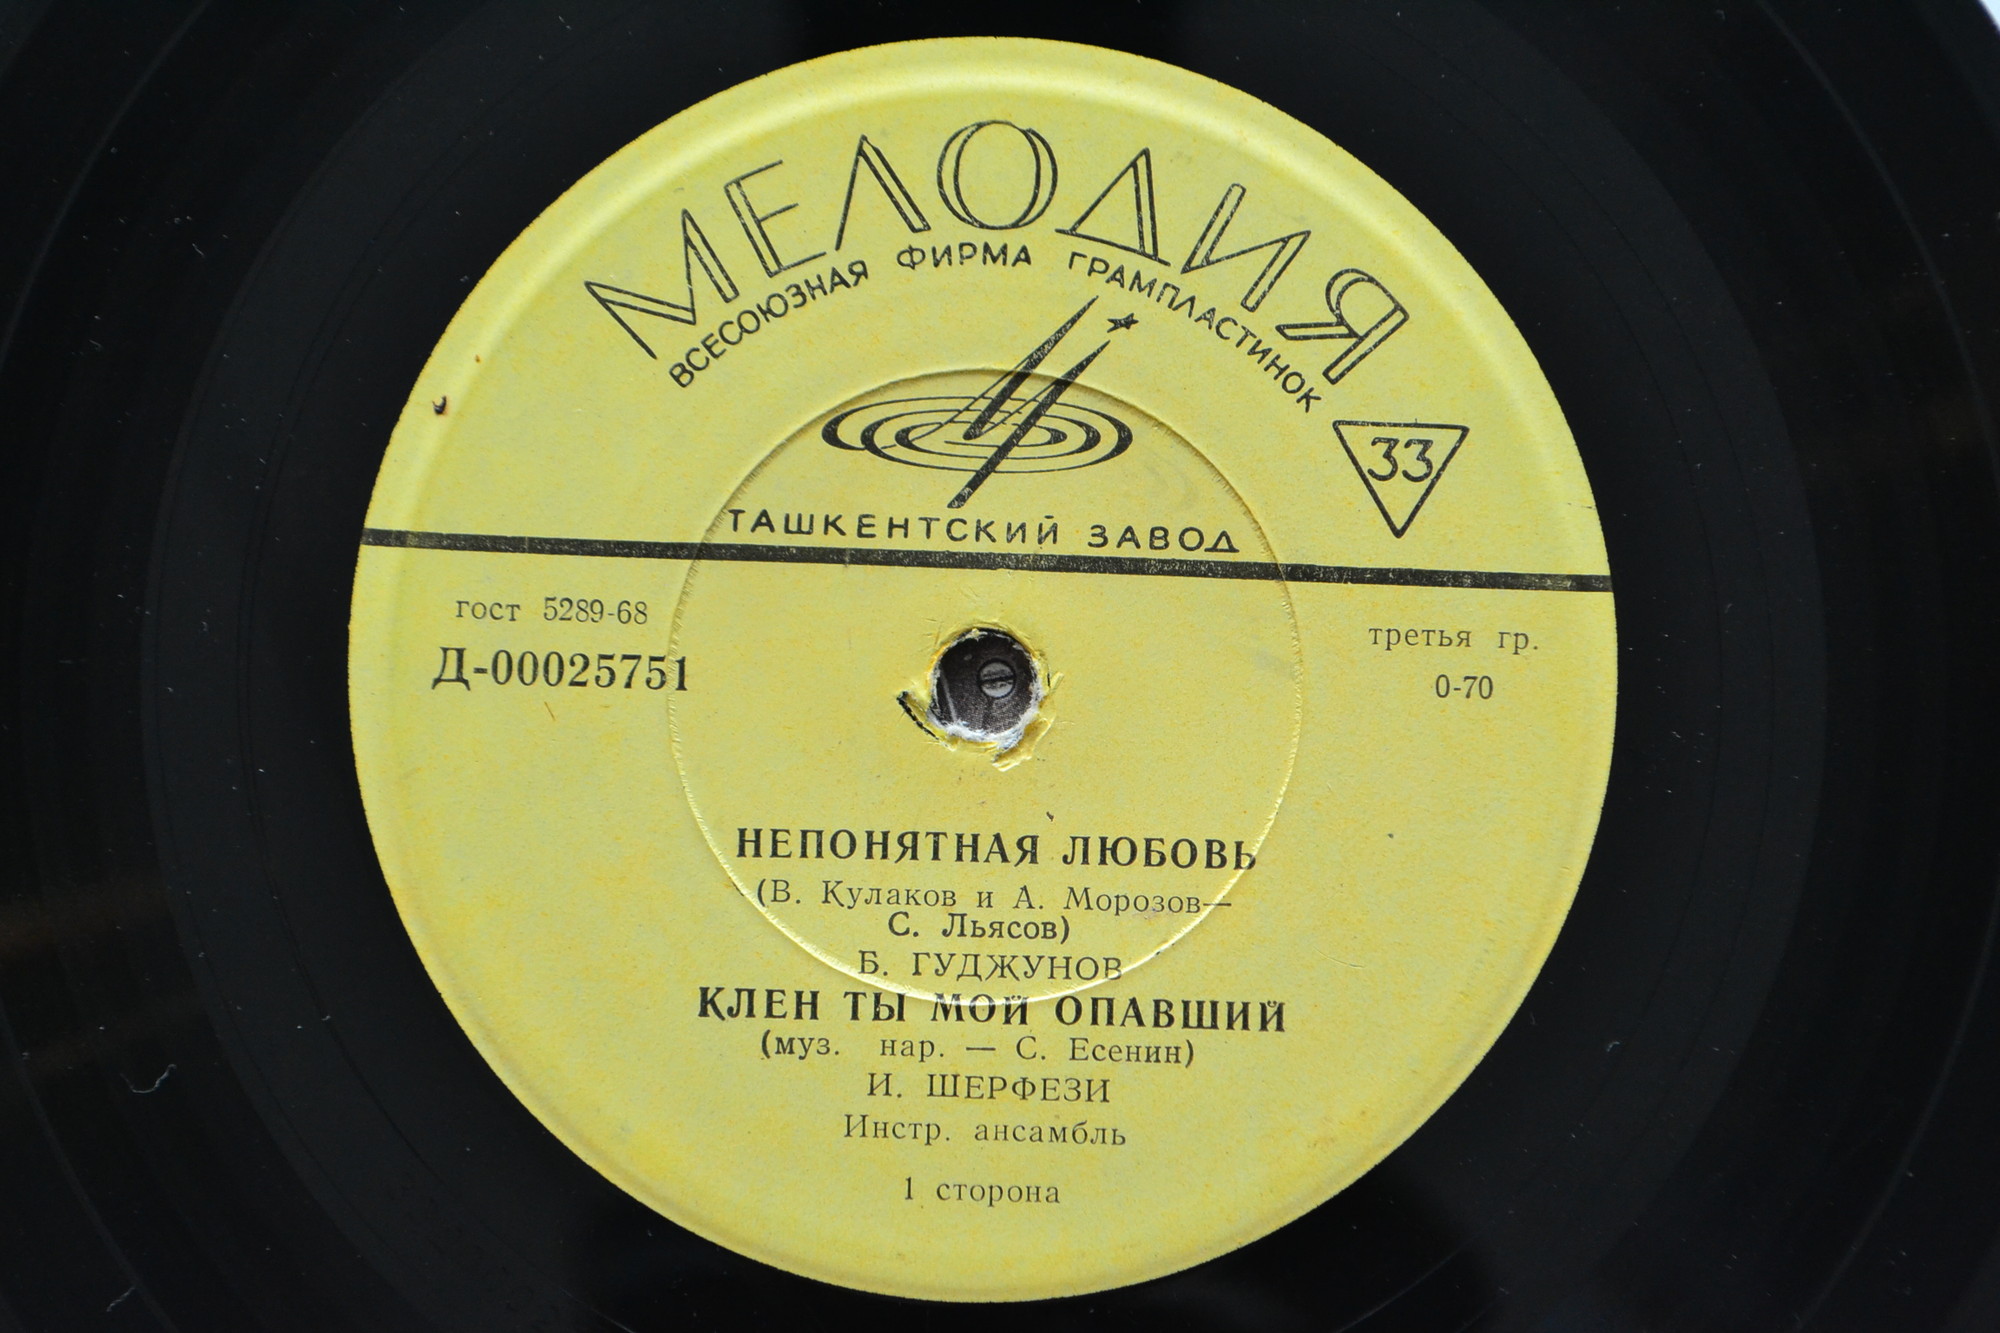 МЕЛОДИЯ
ВСЕСОЮЗНАЯ ФИРМА ГРАМПЛАСТИНОК
33
ТАШКЕНТСКИЙ ЗАВОД
гост 5289-68
Д-00025751
третья гр.
0-70
НЕПОНЯТНАЯ ЛЮБОВЬ
(В. Кулаков и А. Морозов—
С. Льясов)
Б. ГУДЖУНОВ
КЛЕН ТЫ МОЙ ОПАВШИЙ
(муз. нар. — С. Есенин)
И. ШЕРФЕЗИ
Инстр. ансамбль
1 сторона